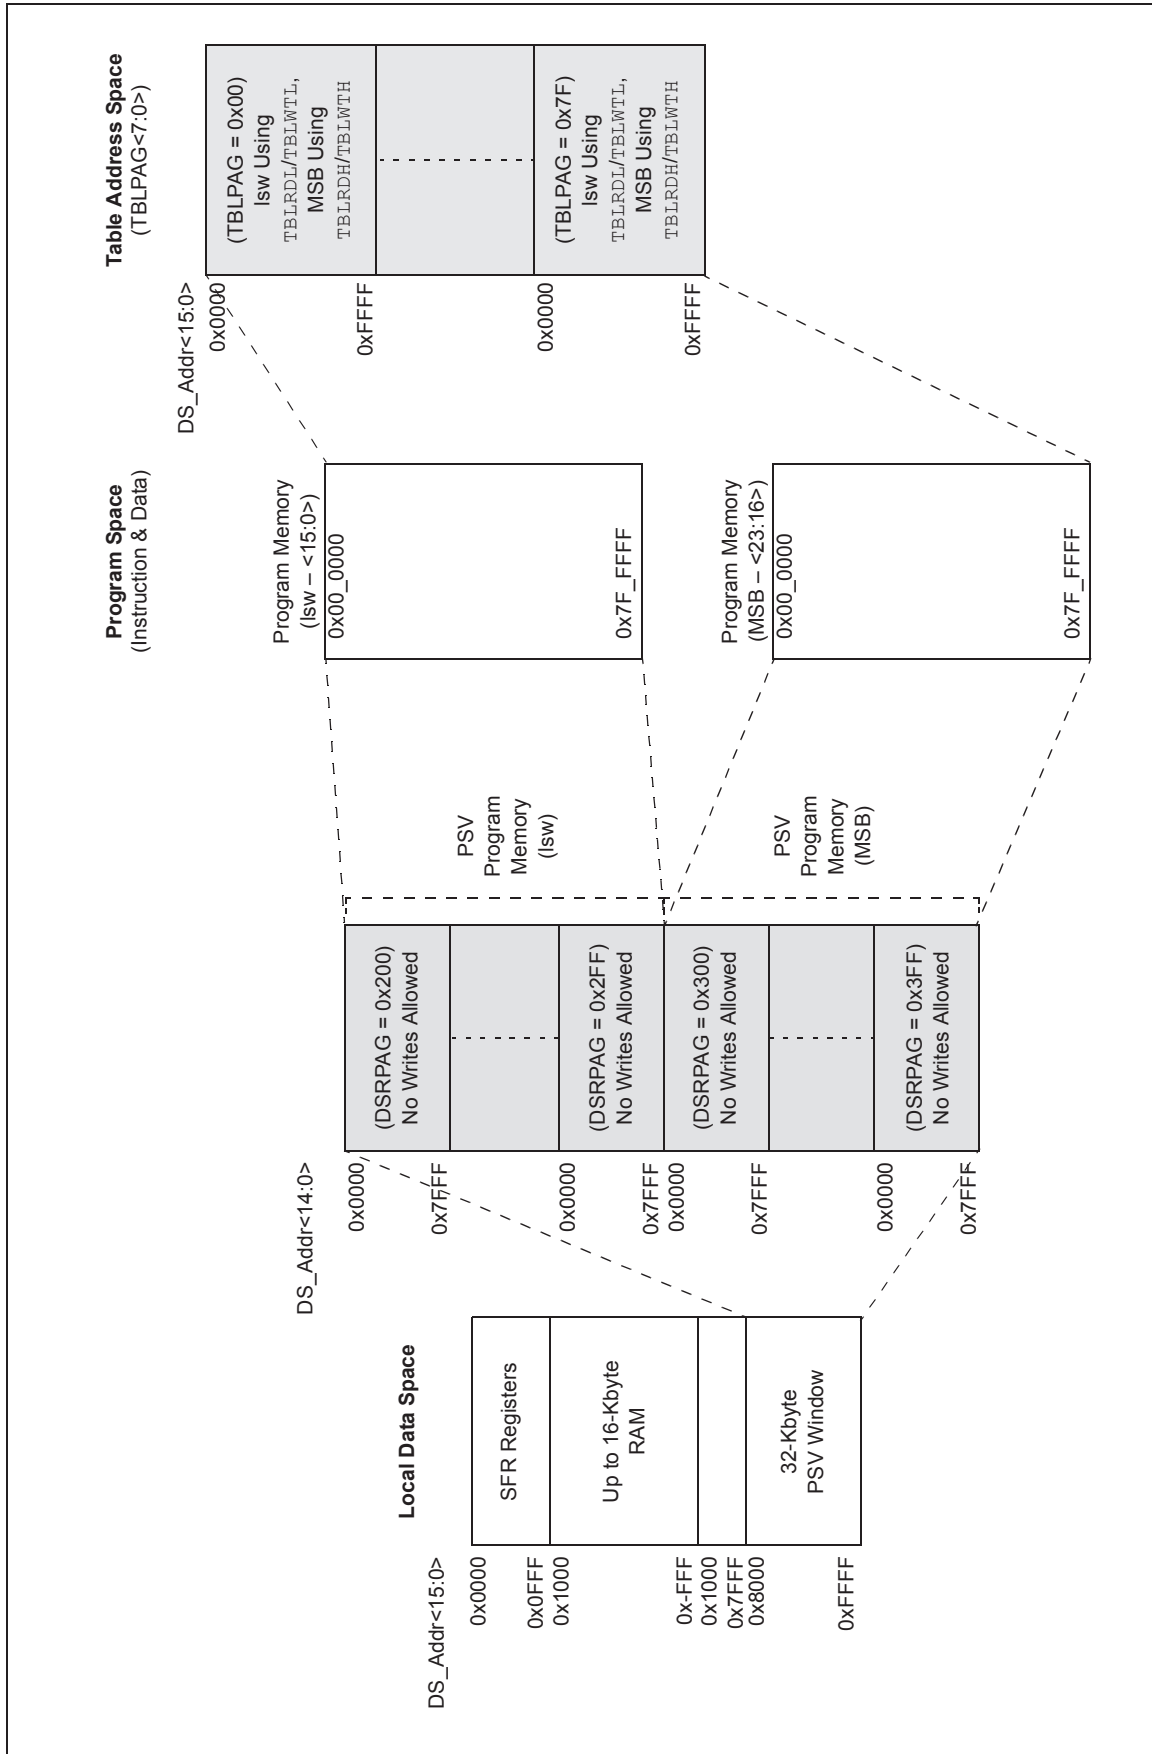 Local Data Space
DS_Addr<15:0>
0x0000
SFR Registers
0x0FFF
0x1000
Up to 16-Kbyte
RAM
0x-FFF
0x1000
0x7FFF
0x8000
32-Kbyte
PSV Window
0xFFFF
DS_Addr<14:0>
0x0000
(DSRPAG = 0x200)
No Writes Allowed
0x7FFF
0x0000
(DSRPAG = 0x2FF)
No Writes Allowed
0x7FFF
0x0000
(DSRPAG = 0x300)
No Writes Allowed
0x7FFF
0x0000
(DSRPAG = 0x3FF)
No Writes Allowed
0x7FFF
PSV
Program
Memory
(lsw)
PSV
Program
Memory
(MSB)
Program Space
(Instruction & Data)
Program Memory
(lsw – <15:0>)
0x00_0000
0x7F_FFFF
Program Memory
(MSB – <23:16>)
0x00_0000
0x7F_FFFF
Table Address Space
(TBLPAG<7:0>)
DS_Addr<15:0>
0x0000
(TBLPAG = 0x00)
lsw Using
TBLRDL/TBLWTL,
MSB Using
TBLRDH/TBLWTH
0xFFFF
0x0000
(TBLPAG = 0x7F)
lsw Using
TBLRDL/TBLWTL,
MSB Using
TBLRDH/TBLWTH
0xFFFF